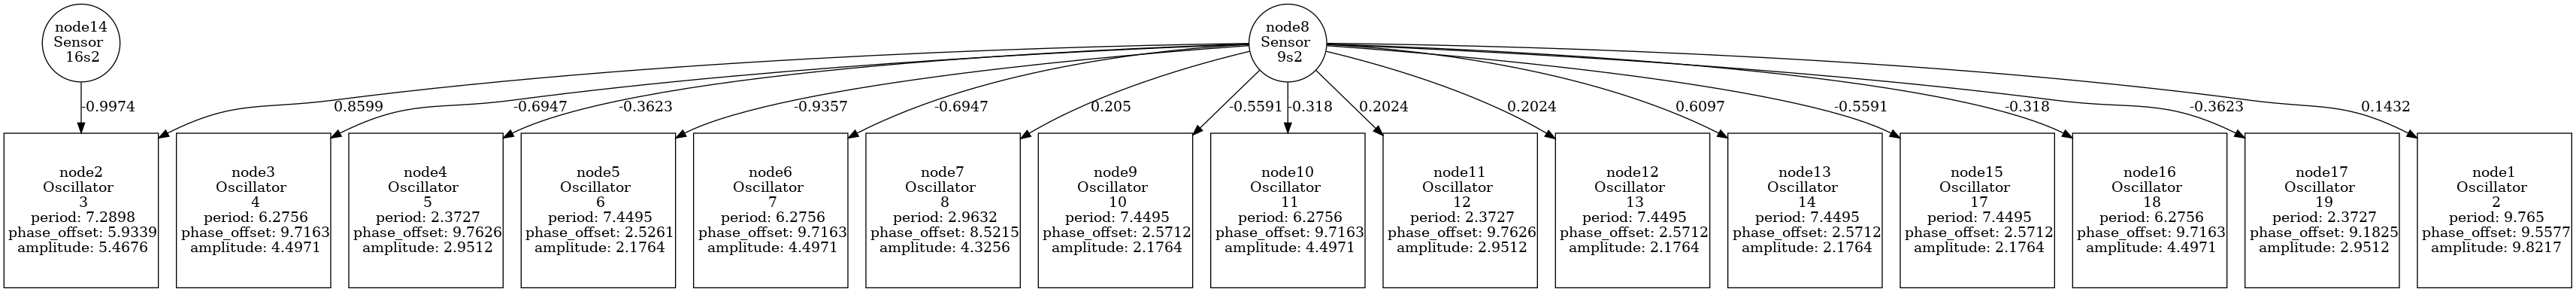 node14
Sensor
16s2
node8
Sensor
9s2
-0.9974
0.8599
-0.6947
-0.3623
-0.9357
-0.6947
0.205
-0.5591
-0.318
0.2024
0.2024
0.6097
-0.5591
-0.318
-0.3623
0.1432
node2
Oscillator
3
period: 7.2898
phase_offset: 5.9339
amplitude: 5.4676
node3
Oscillator
4
period: 6.2756
phase_offset: 9.7163
amplitude: 4.4971
node4
Oscillator
5
period: 2.3727
phase_offset: 9.7626
amplitude: 2.9512
node5
Oscillator
6
period: 7.4495
phase_offset: 2.5261
amplitude: 2.1764
node6
Oscillator
7
period: 6.2756
phase_offset: 9.7163
amplitude: 4.4971
node7
Oscillator
8
period: 2.9632
phase_offset: 8.5215
amplitude: 4.3256
node9
Oscillator
10
period: 7.4495
phase_offset: 2.5712
amplitude: 2.1764
node10
Oscillator
11
period: 6.2756
phase_offset: 9.7163
amplitude: 4.4971
node11
Oscillator
12
period: 2.3727
phase_offset: 9.7626
amplitude: 2.9512
node12
Oscillator
13
period: 7.4495
phase_offset: 2.5712
amplitude: 2.1764
node13
Oscillator
14
period: 7.4495
phase_offset: 2.5712
amplitude: 2.1764
node15
Oscillator
17
period: 7.4495
phase_offset: 2.5712
amplitude: 2.1764
node16
Oscillator
18
period: 6.2756
phase_offset: 9.7163
amplitude: 4.4971
node17
Oscillator
19
period: 2.3727
phase_offset: 9.1825
amplitude: 2.9512
node1
Oscillator
2
period: 9.765
phase_offset: 9.5577
amplitude: 9.8217